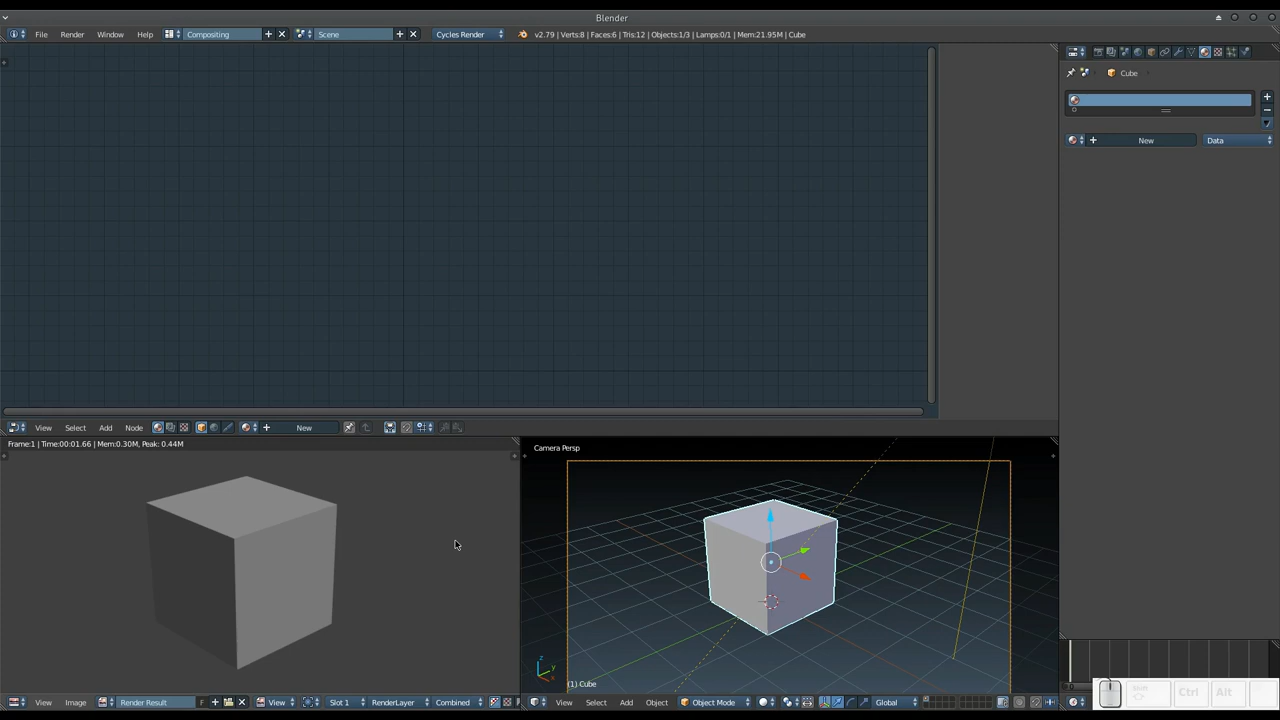 Blender
File Render Window Help Compositing Scene Cycles Render v2.79 | Verts:8 | Faces:6 | Tris:12 | Objects:1/3 | Lamps:0/1 | Mem:21.95M | Cube
Cube
New Data
View Select Add Node New
Frame:1 | Time:00:01.66 | Mem:0.30M, Peak: 0.44M
Camera Persp
z
y
x
(1) Cube
View Image Render Result F View Slot 1 RenderLayer Combined
View Select Add Object Object Mode Global
Shift Ctrl Alt